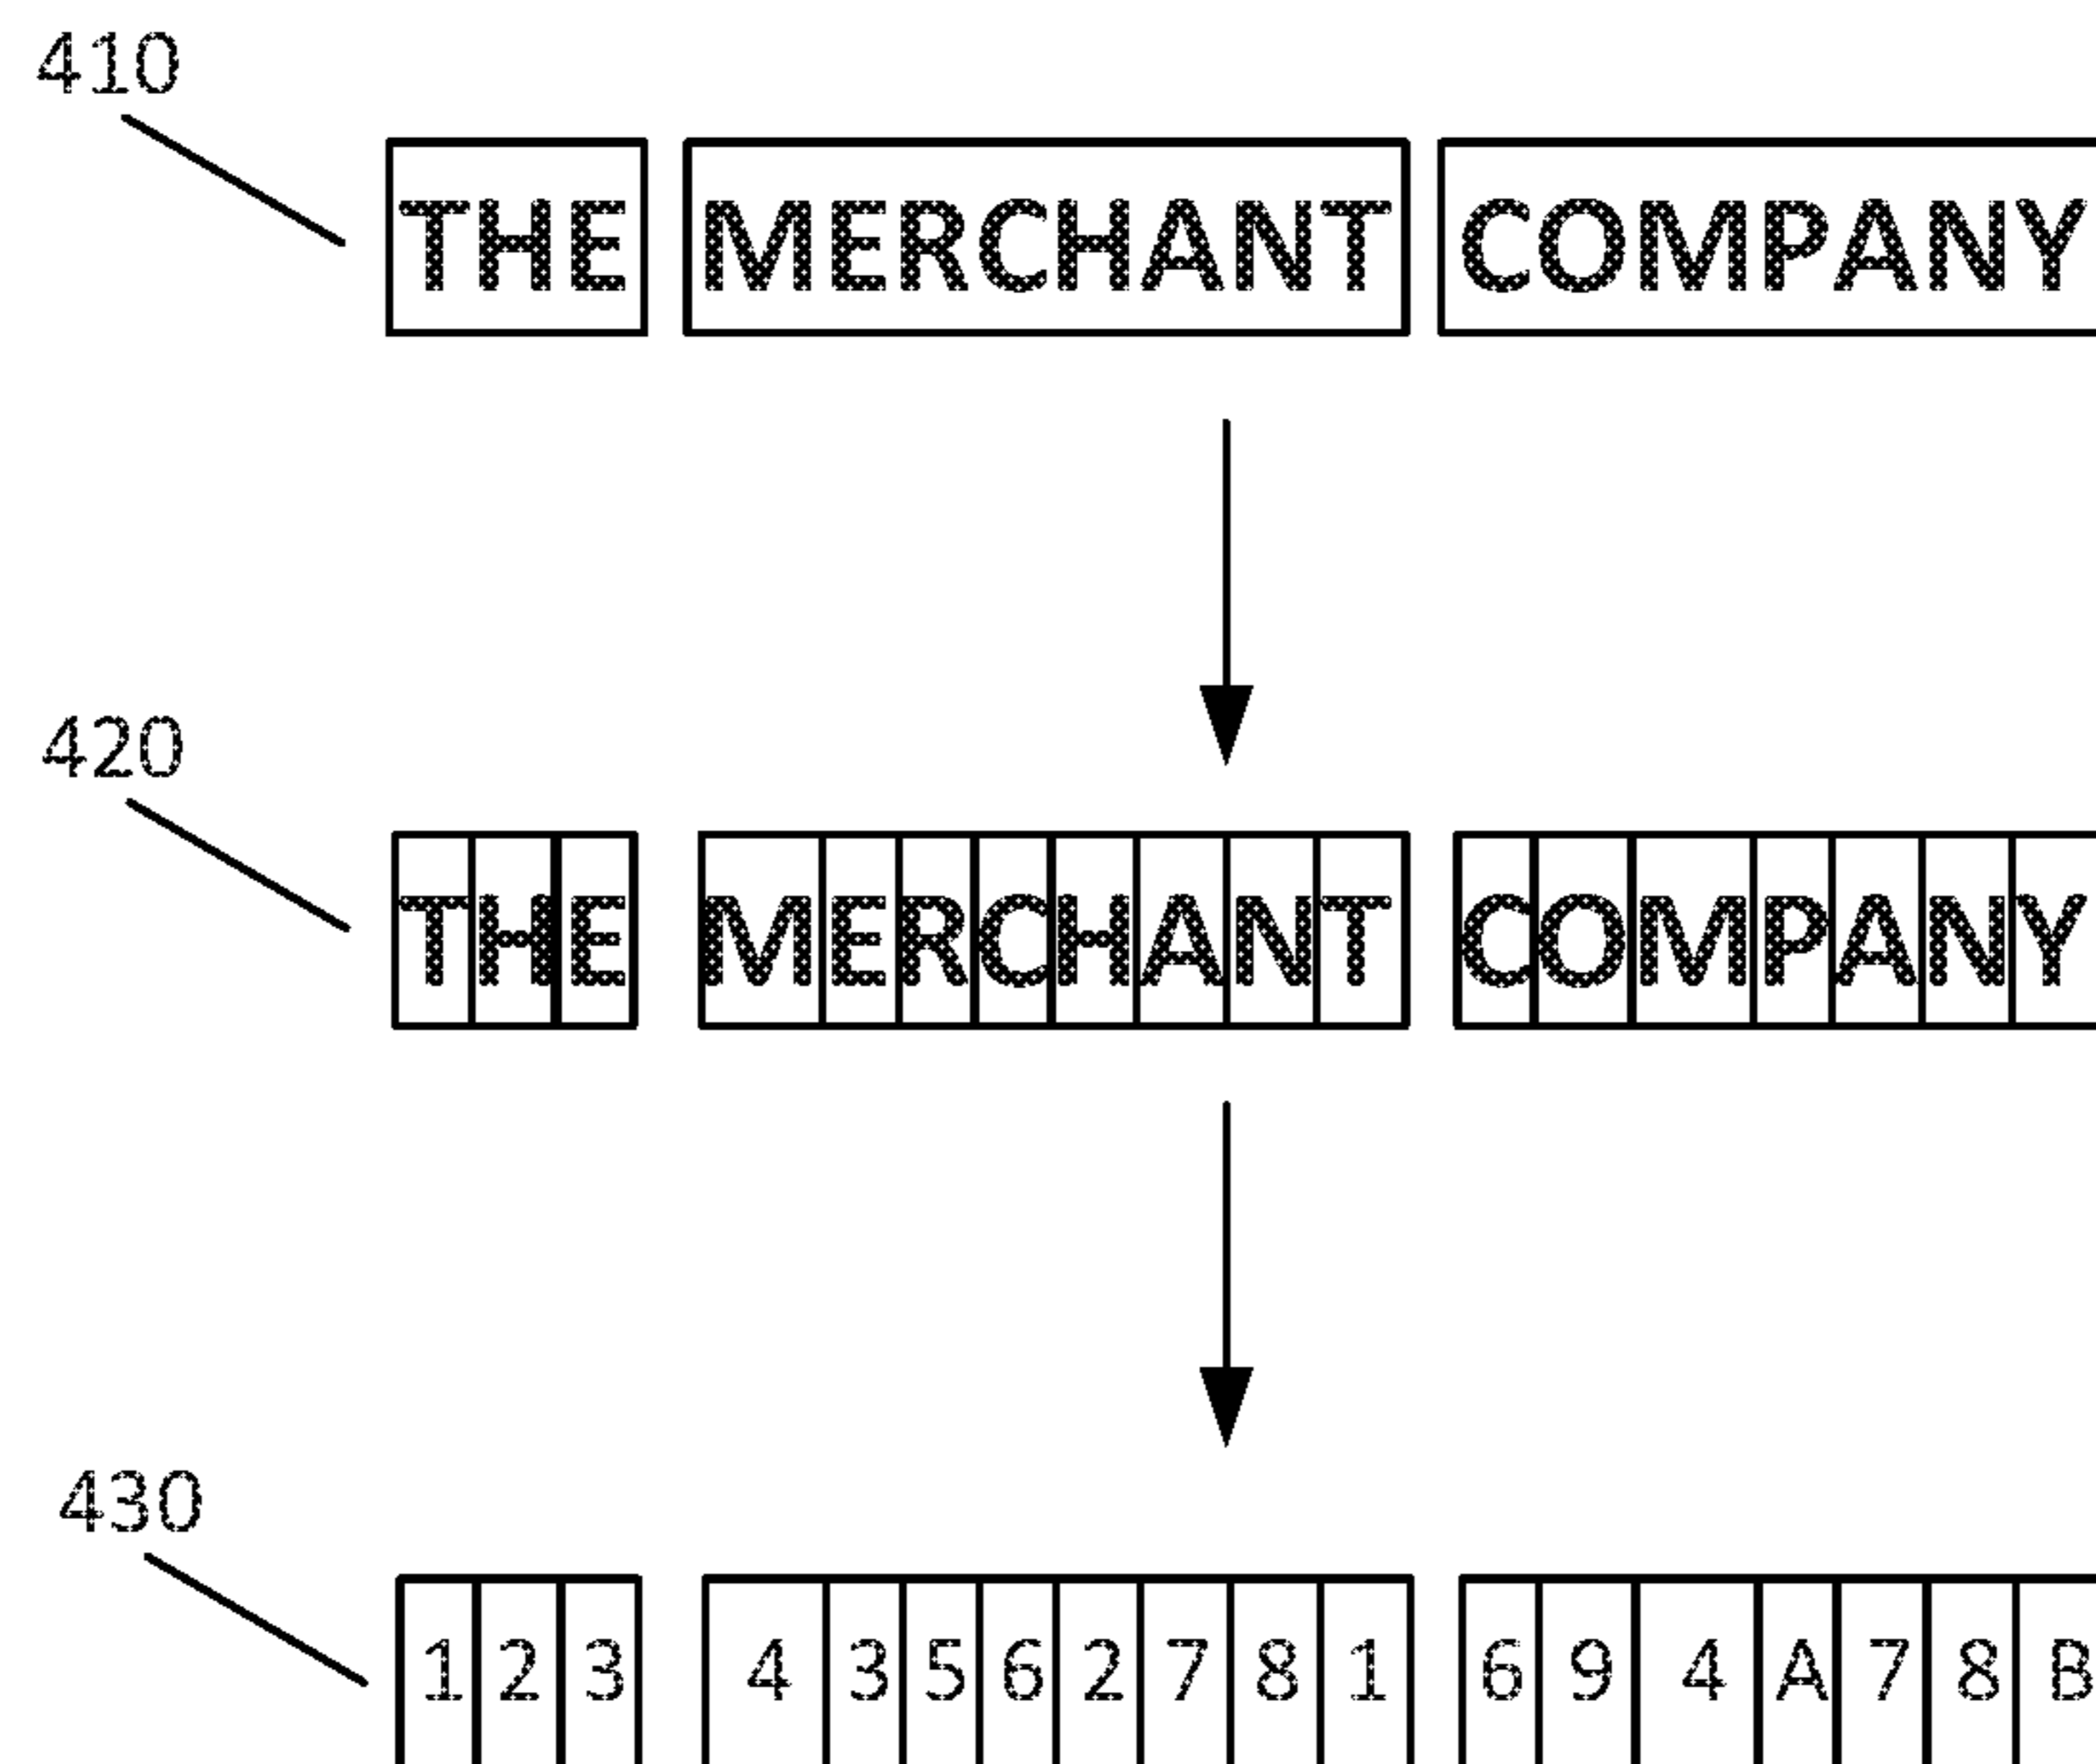 410
THE MERCHANT COMPANY
420
THE MERCHANT COMPANY
430
1 2 3 4 3 5 6 2 7 8 1 6 9 4 A 7 8 B